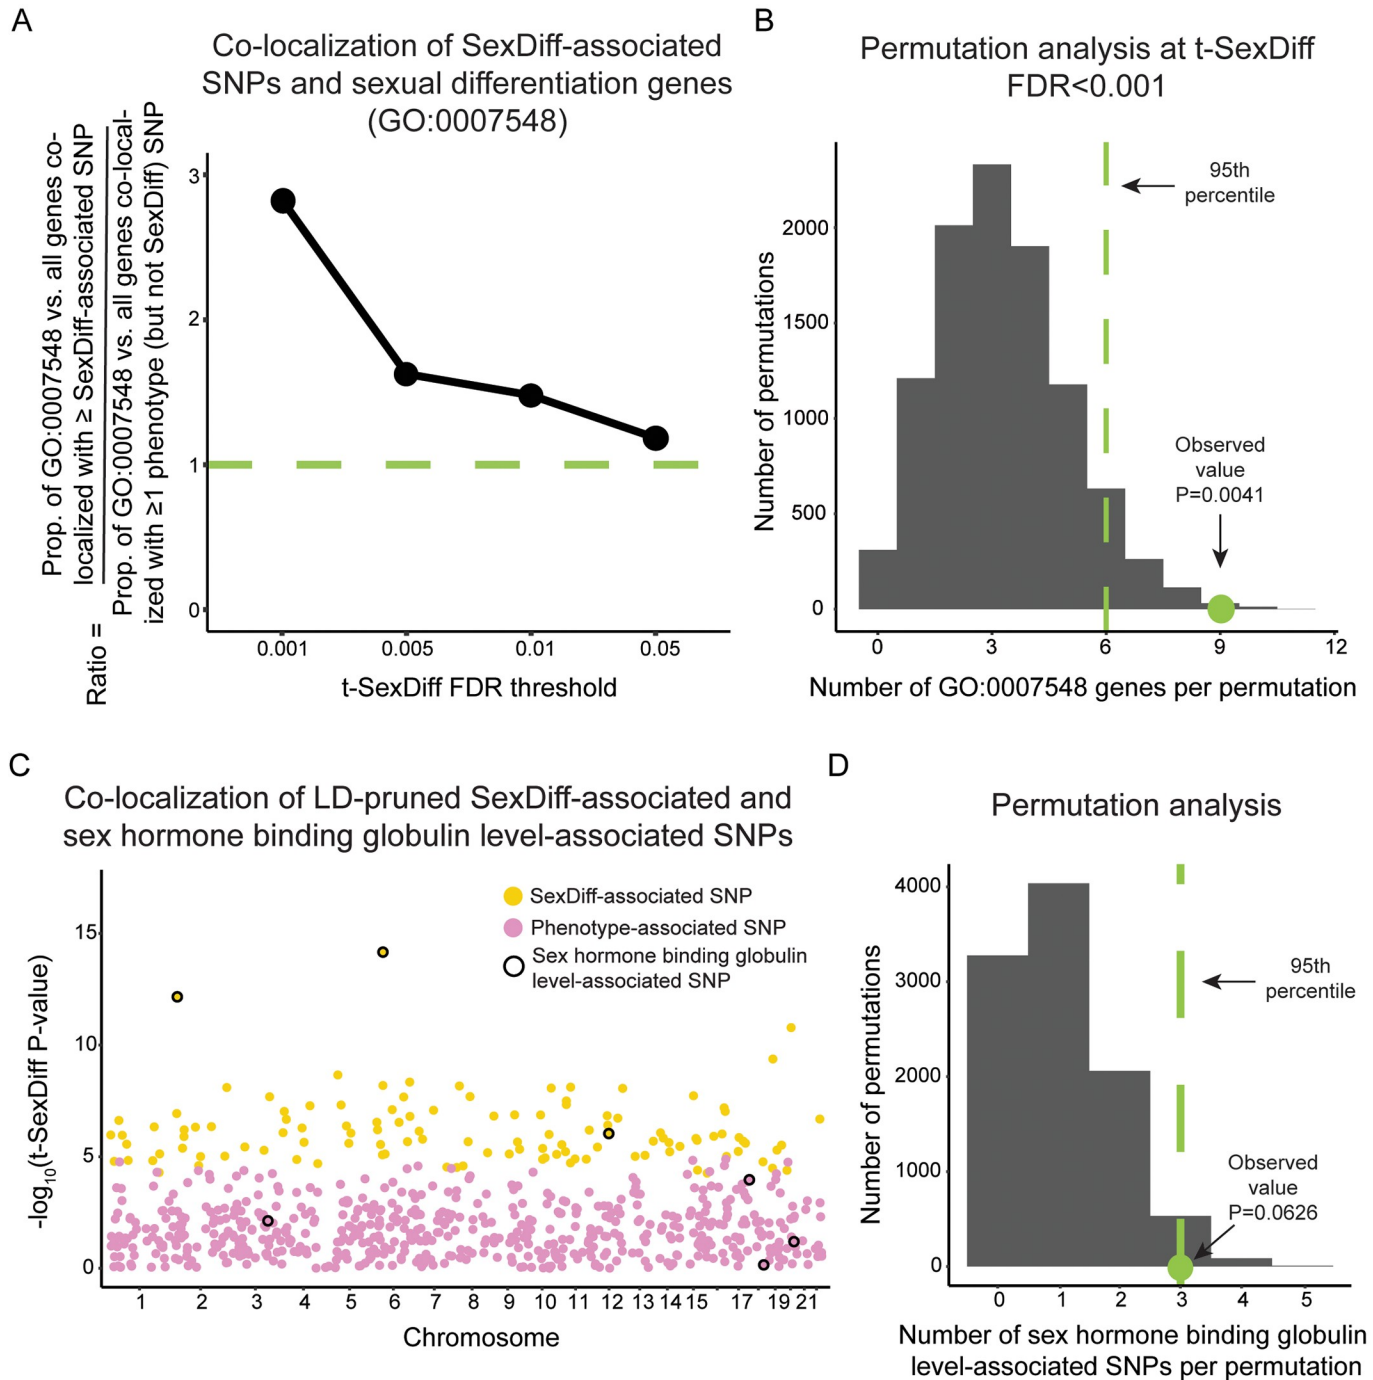 A
Co-localization of SexDiff-associated
SNPs and sexual differentiation genes
(GO:0007548)
Ratio =
Prop. of GO:0007548 vs. all genes co-
localized with ≥ SexDiff-associated SNP
Prop. of GO:0007548 vs. all genes co-local-
ized with ≥1 phenotype (but not SexDiff) SNP
3
2
1
0
0.001
0.005
0.01
0.05
t-SexDiff FDR threshold
B
Permutation analysis at t-SexDiff
FDR<0.001
Number of permutations
2000
1500
1000
500
0
95th
percentile
Observed
value
P=0.0041
0
3
6
9
12
Number of GO:0007548 genes per permutation
C
Co-localization of LD-pruned SexDiff-associated and
sex hormone binding globulin level-associated SNPs
-log10(t-SexDiff P-value)
15
10
5
0
SexDiff-associated SNP
Phenotype-associated SNP
Sex hormone binding globulin
level-associated SNP
1
2
3
4
5
6
7
8
9
10
11
12
13
14
15
17
19
21
Chromosome
D
Permutation analysis
Number of permutations
4000
3000
2000
1000
0
95th
percentile
Observed
value
P=0.0626
0
1
2
3
4
5
Number of sex hormone binding globulin
level-associated SNPs per permutation